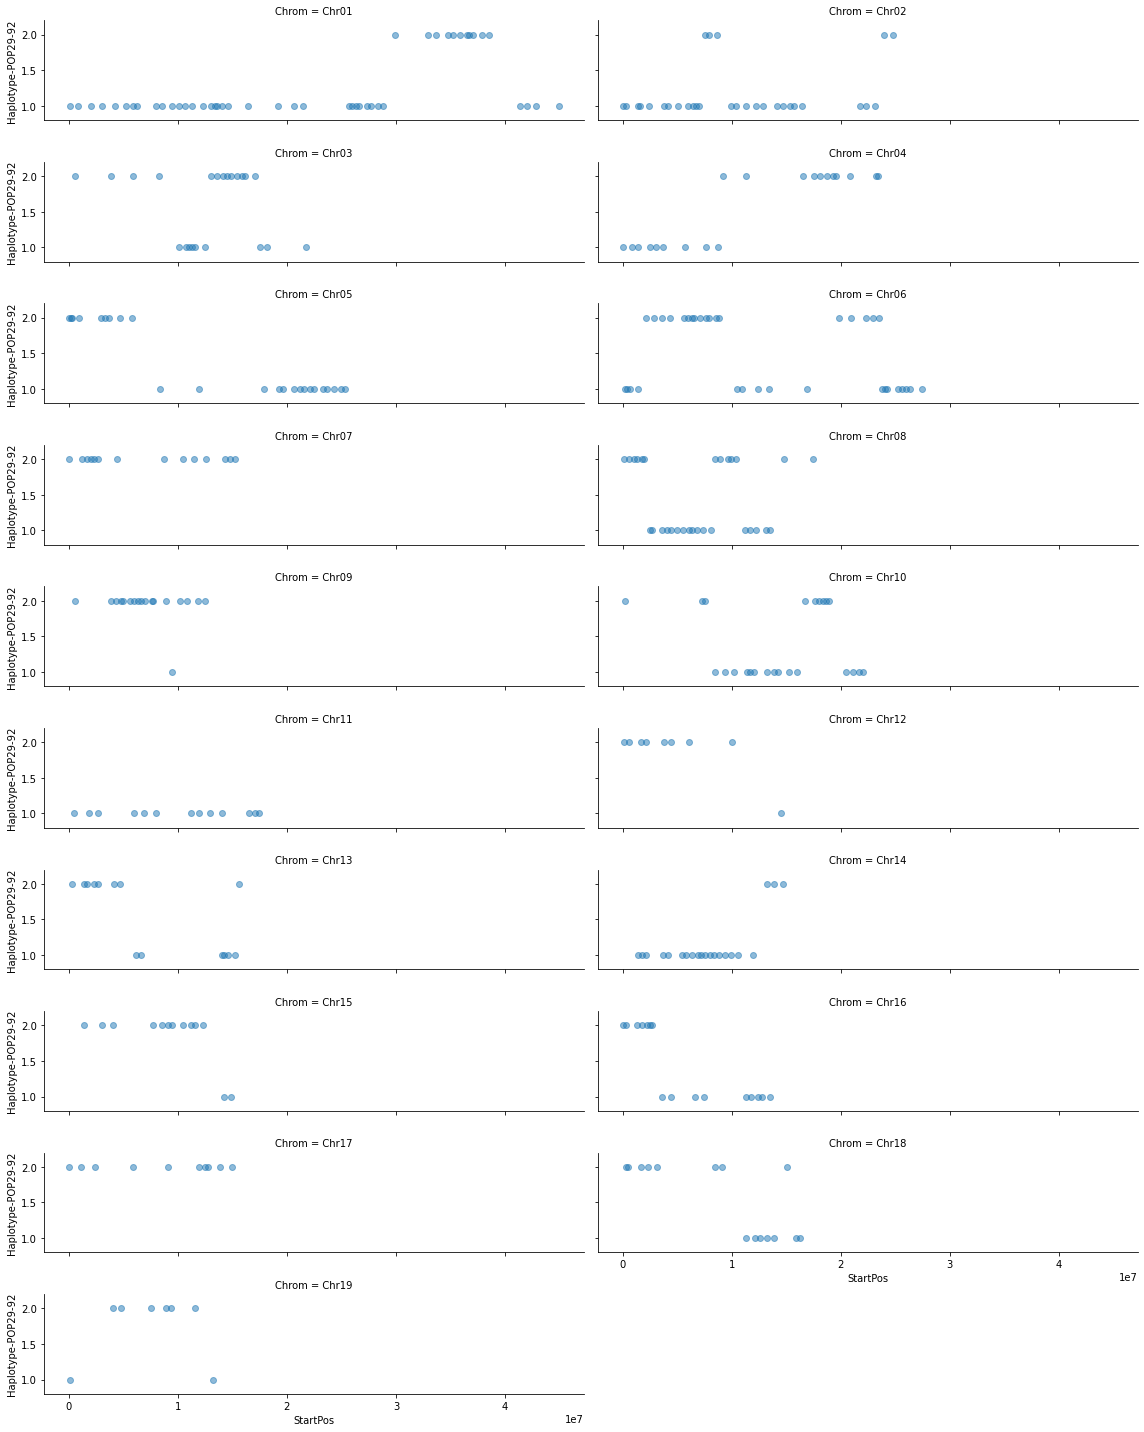 Chrom = Chr01
Chrom = Chr02
Haplotype-POP29-92
2.0
1.5
1.0
Chrom = Chr03
Chrom = Chr04
Haplotype-POP29-92
2.0
1.5
1.0
Chrom = Chr05
Chrom = Chr06
Haplotype-POP29-92
2.0
1.5
1.0
Chrom = Chr07
Chrom = Chr08
Haplotype-POP29-92
2.0
1.5
1.0
Chrom = Chr09
Chrom = Chr10
Haplotype-POP29-92
2.0
1.5
1.0
Chrom = Chr11
Chrom = Chr12
Haplotype-POP29-92
2.0
1.5
1.0
Chrom = Chr13
Chrom = Chr14
Haplotype-POP29-92
2.0
1.5
1.0
Chrom = Chr15
Chrom = Chr16
Haplotype-POP29-92
2.0
1.5
1.0
Chrom = Chr17
Chrom = Chr18
Haplotype-POP29-92
2.0
1.5
1.0
0 1 2 3 4
StartPos
1e7
Chrom = Chr19
Haplotype-POP29-92
2.0
1.5
1.0
0 1 2 3 4
StartPos
1e7